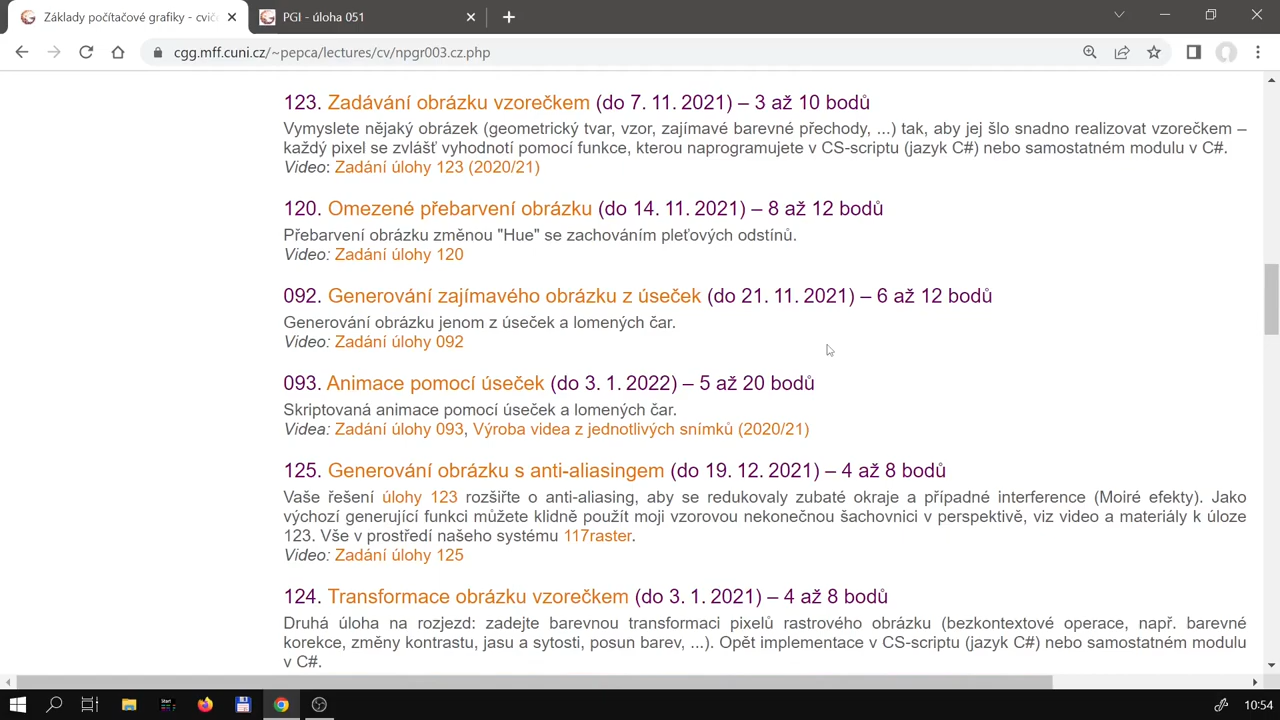 Základy počítačové grafiky - cvič
PGI - úloha 051
cgg.mff.cuni.cz/~pepca/lectures/cv/npgr003.cz.php
123. Zadávání obrázku vzorečkem (do 7. 11. 2021) – 3 až 10 bodů
Vymyslete nějaký obrázek (geometrický tvar, vzor, zajímavé barevné přechody, ...) tak, aby jej šlo snadno realizovat vzorečkem –
každý pixel se zvlášť vyhodnotí pomocí funkce, kterou naprogramujete v CS-scriptu (jazyk C#) nebo samostatném modulu v C#.
Video: Zadání úlohy 123 (2020/21)
120. Omezené přebarvení obrázku (do 14. 11. 2021) – 8 až 12 bodů
Přebarvení obrázku změnou "Hue" se zachováním pleťových odstínů.
Video: Zadání úlohy 120
092. Generování zajímavého obrázku z úseček (do 21. 11. 2021) – 6 až 12 bodů
Generování obrázku jenom z úseček a lomených čar.
Video: Zadání úlohy 092
093. Animace pomocí úseček (do 3. 1. 2022) – 5 až 20 bodů
Skriptovaná animace pomocí úseček a lomených čar.
Videa: Zadání úlohy 093, Výroba videa z jednotlivých snímků (2020/21)
125. Generování obrázku s anti-aliasingem (do 19. 12. 2021) – 4 až 8 bodů
Vaše řešení úlohy 123 rozšiřte o anti-aliasing, aby se redukovaly zubaté okraje a případné interference (Moiré efekty). Jako
výchozí generující funkci můžete klidně použít moji vzorovou nekonečnou šachovnici v perspektivě, viz video a materiály k úloze
123. Vše v prostředí našeho systému 117raster.
Video: Zadání úlohy 125
124. Transformace obrázku vzorečkem (do 3. 1. 2021) – 4 až 8 bodů
Druhá úloha na rozjezd: zadejte barevnou transformaci pixelů rastrového obrázku (bezkontextové operace, např. barevné
korekce, změny kontrastu, jasu a sytosti, posun barev, ...). Opět implementace v CS-scriptu (jazyk C#) nebo samostatném modulu
v C#.
10:54